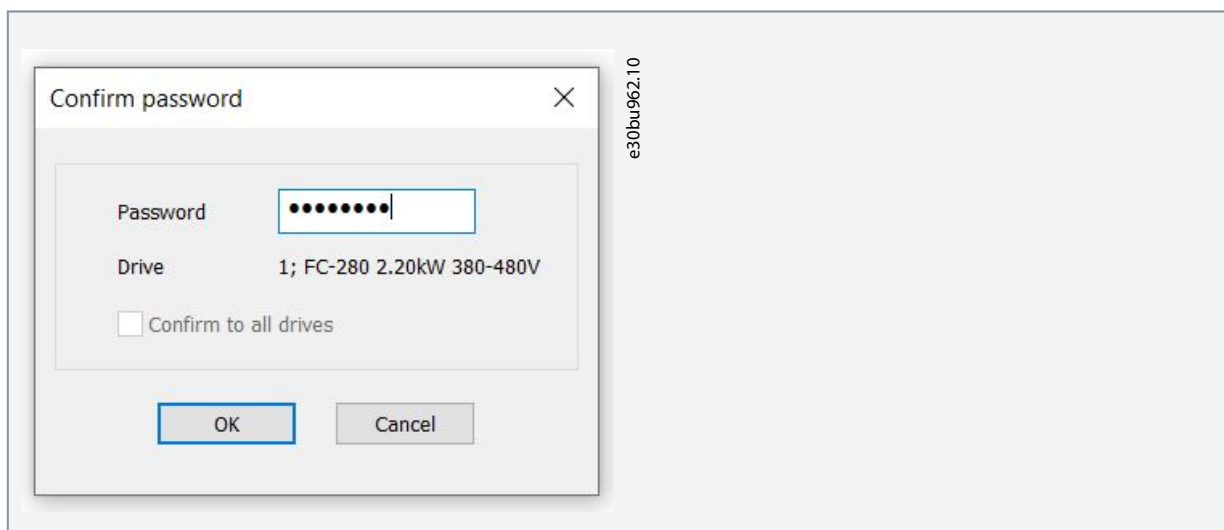 Confirm password
Password ••••••••
Drive 1; FC-280 2.20kW 380-480V
Confirm to all drives
OK Cancel
e30bu962.10